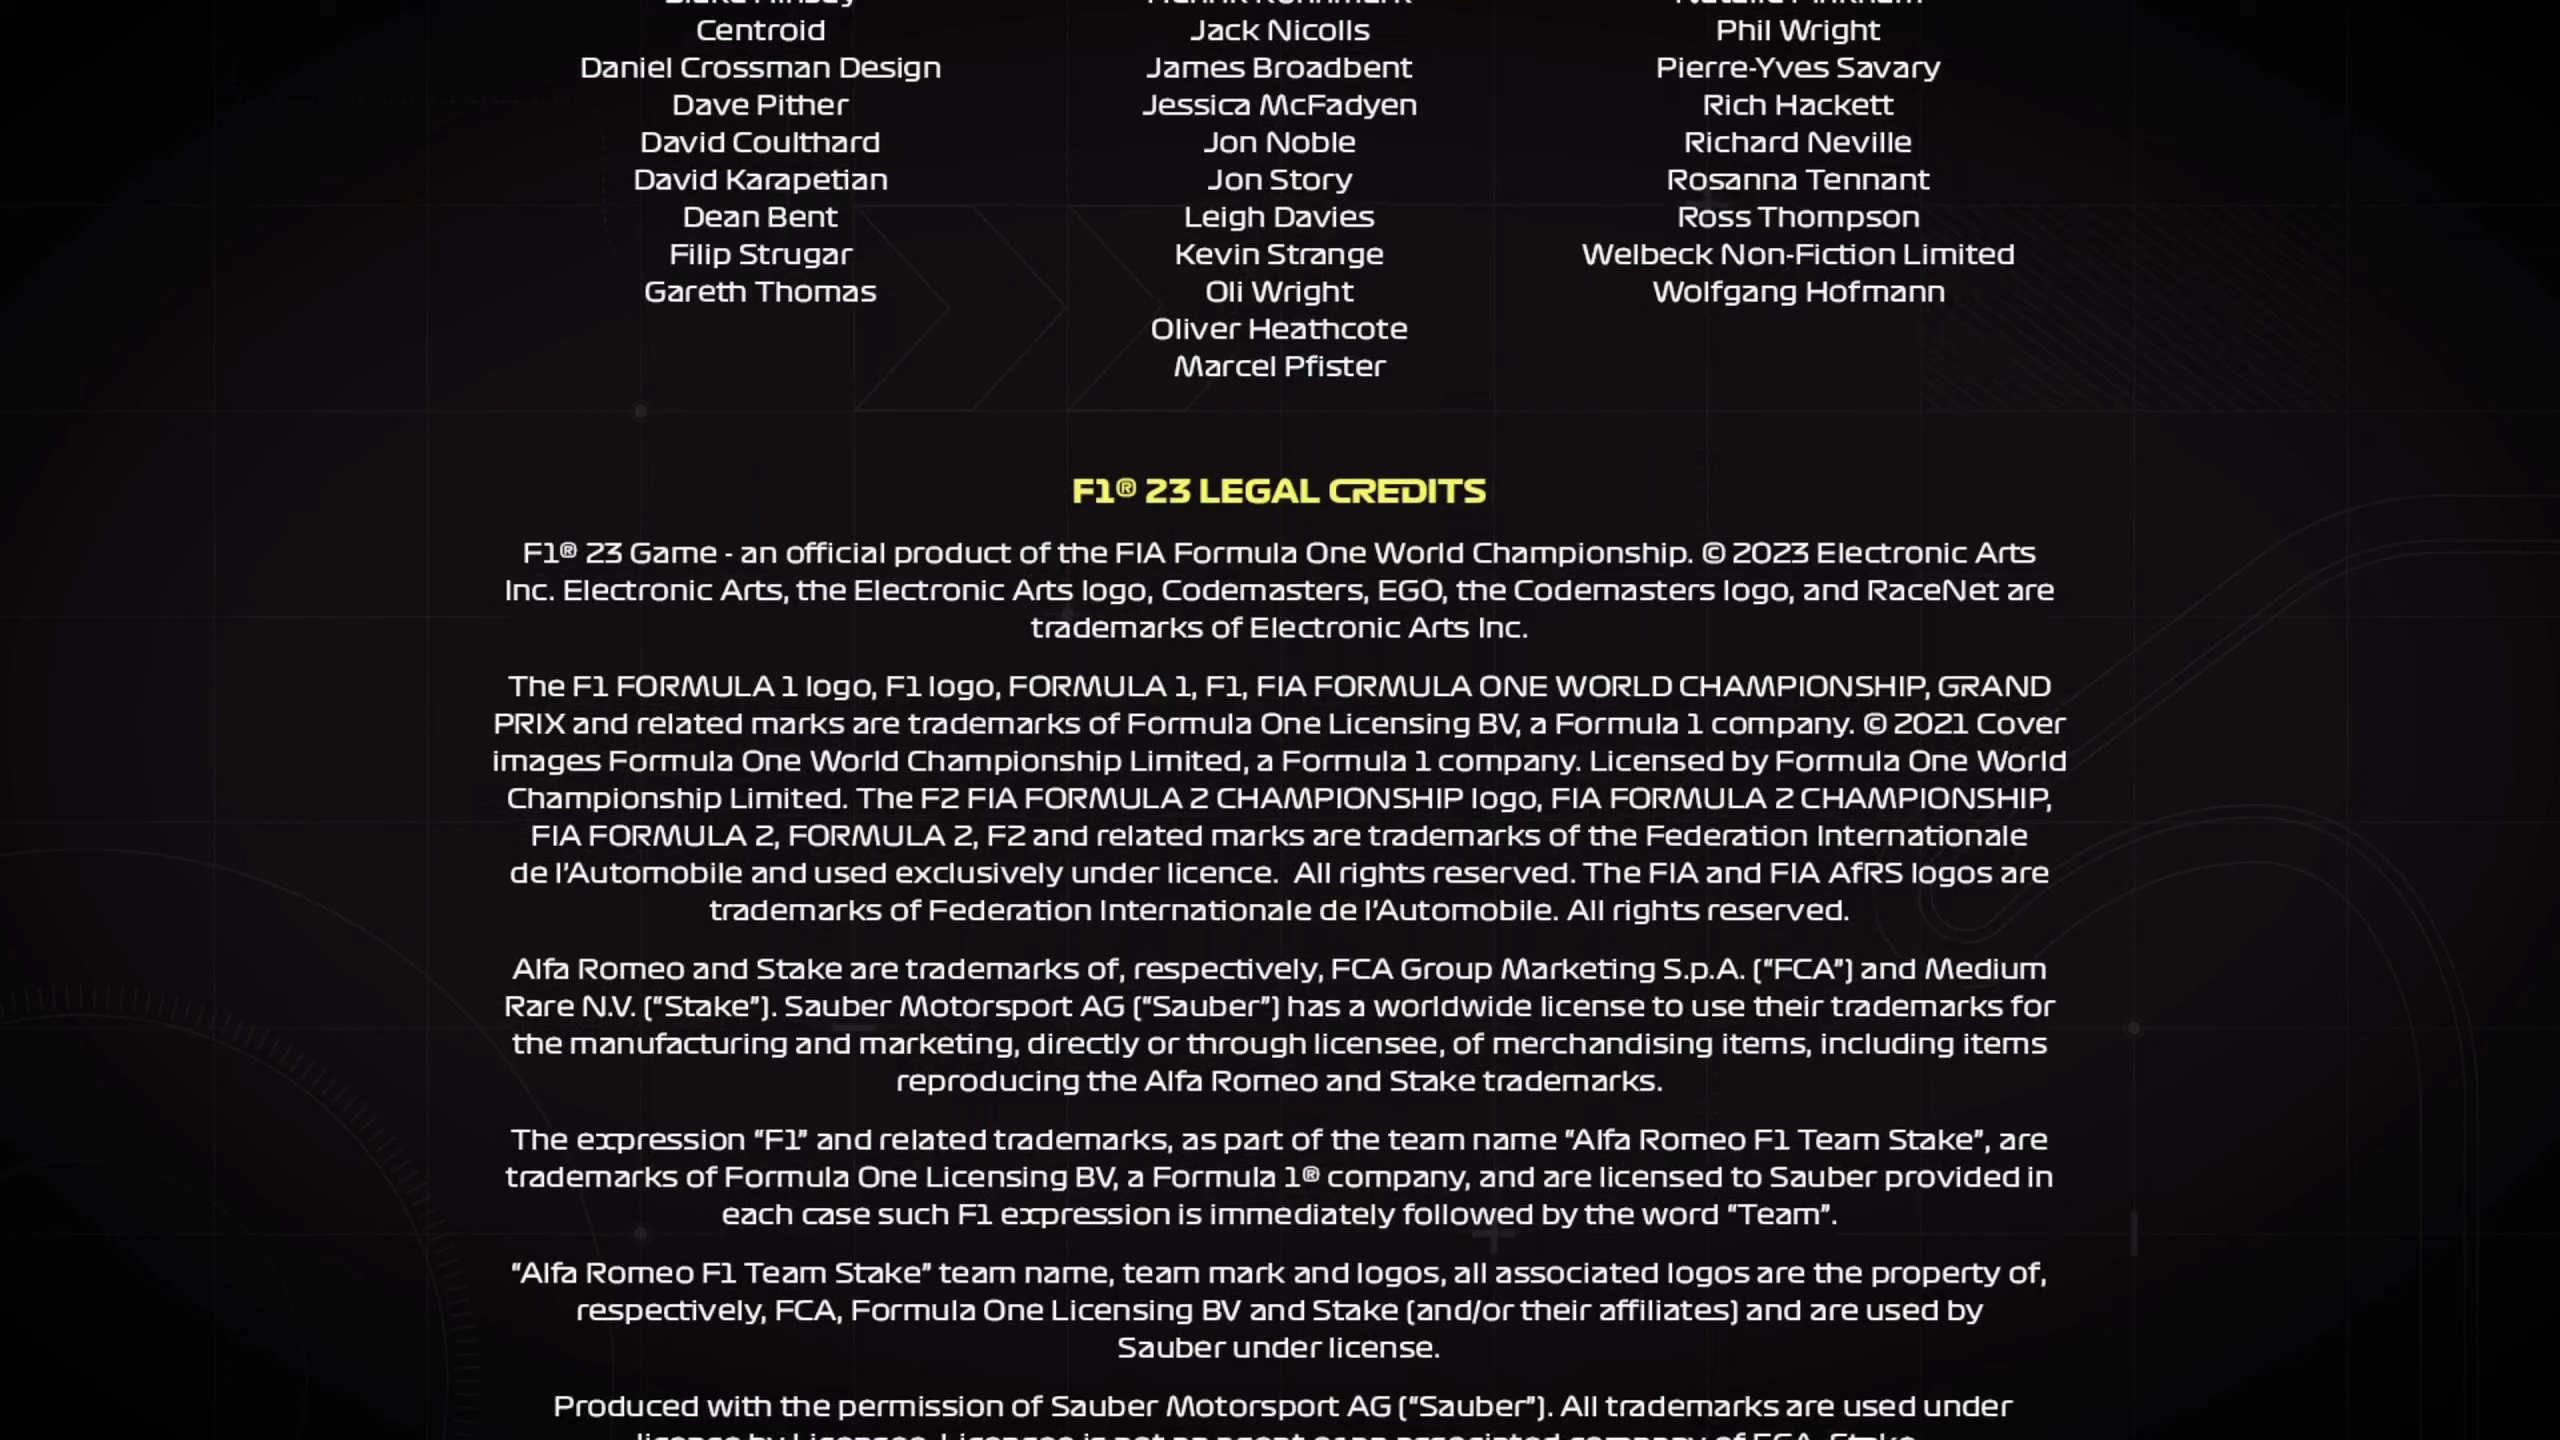 Centroid
Daniel Crossman Design
Dave Pither
David Coulthard
David Karapetian
Dean Bent
Filip Strugar
Gareth Thomas
Jack Nicolls
James Broadbent
Jessica McFadyen
Jon Noble
Jon Story
Leigh Davies
Kevin Strange
Oli Wright
Oliver Heathcote
Marcel Pfister
Phil Wright
Pierre-Yves Savary
Rich Hackett
Richard Neville
Rosanna Tennant
Ross Thompson
Welbeck Non-Fiction Limited
Wolfgang Hofmann
F1® 23 LEGAL CREDITS
F1® 23 Game - an official product of the FIA Formula One World Championship. © 2023 Electronic Arts
Inc. Electronic Arts, the Electronic Arts logo, Codemasters, EGO, the Codemasters logo, and RaceNet are
trademarks of Electronic Arts Inc.
The F1 FORMULA 1 logo, F1 logo, FORMULA 1, F1, FIA FORMULA ONE WORLD CHAMPIONSHIP, GRAND
PRIX and related marks are trademarks of Formula One Licensing BV, a Formula 1 company. © 2021 Cover
images Formula One World Championship Limited, a Formula 1 company. Licensed by Formula One World
Championship Limited. The F2 FIA FORMULA 2 CHAMPIONSHIP logo, FIA FORMULA 2 CHAMPIONSHIP,
FIA FORMULA 2, FORMULA 2, F2 and related marks are trademarks of the Federation Internationale
de l'Automobile and used exclusively under licence.  All rights reserved. The FIA and FIA AfRS logos are
trademarks of Federation Internationale de l'Automobile. All rights reserved.
Alfa Romeo and Stake are trademarks of, respectively, FCA Group Marketing S.p.A. (“FCA”) and Medium
Rare N.V. (“Stake”). Sauber Motorsport AG (“Sauber”) has a worldwide license to use their trademarks for
the manufacturing and marketing, directly or through licensee, of merchandising items, including items
reproducing the Alfa Romeo and Stake trademarks.
The expression “F1” and related trademarks, as part of the team name “Alfa Romeo F1 Team Stake”, are
trademarks of Formula One Licensing BV, a Formula 1® company, and are licensed to Sauber provided in
each case such F1 expression is immediately followed by the word “Team”.
“Alfa Romeo F1 Team Stake” team name, team mark and logos, all associated logos are the property of,
respectively, FCA, Formula One Licensing BV and Stake (and/or their affiliates) and are used by
Sauber under license.
Produced with the permission of Sauber Motorsport AG (“Sauber”). All trademarks are used under